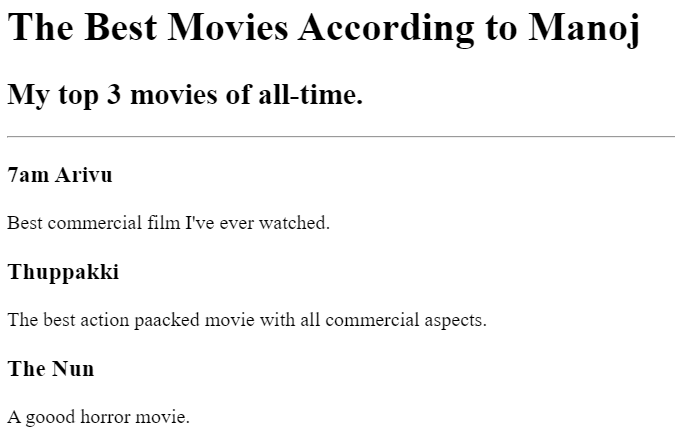 The Best Movies According to Manoj
My top 3 movies of all-time.
7am Arivu
Best commercial film I've ever watched.
Thuppakki
The best action paacked movie with all commercial aspects.
The Nun
A goood horror movie.